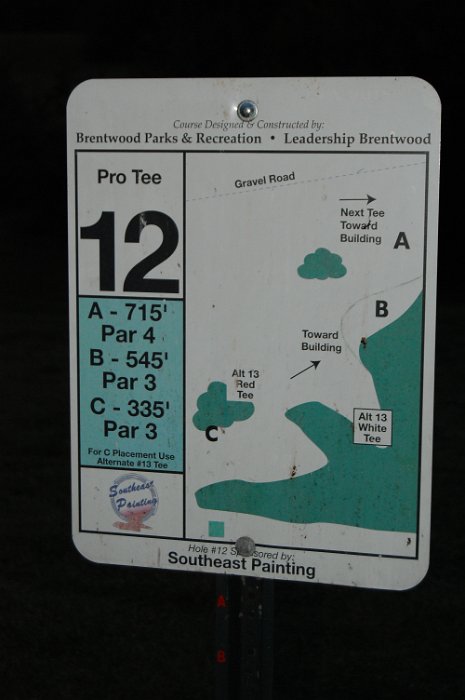 Course Designed & Constructed by:
Brentwood Parks & Recreation • Leadership Brentwood
Pro Tee
12
A - 715'
Par 4
B - 545'
Par 3
C - 335'
Par 3
For C Placement Use
Alternate #13 Tee
Southeast
Painting
Gravel Road
Next Tee
Toward
Building
A
B
Toward
Building
Alt 13
Red
Tee
C
Alt 13
White
Tee
Hole #12 Sponsored by:
Southeast Painting
A
B